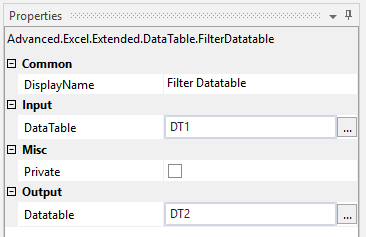 Properties
Advanced.Excel.Extended.DataTable.FilterDatatable
Common
DisplayName Filter Datatable
Input
DataTable DT1 ...
Misc
Private
Output
Datatable DT2 ...